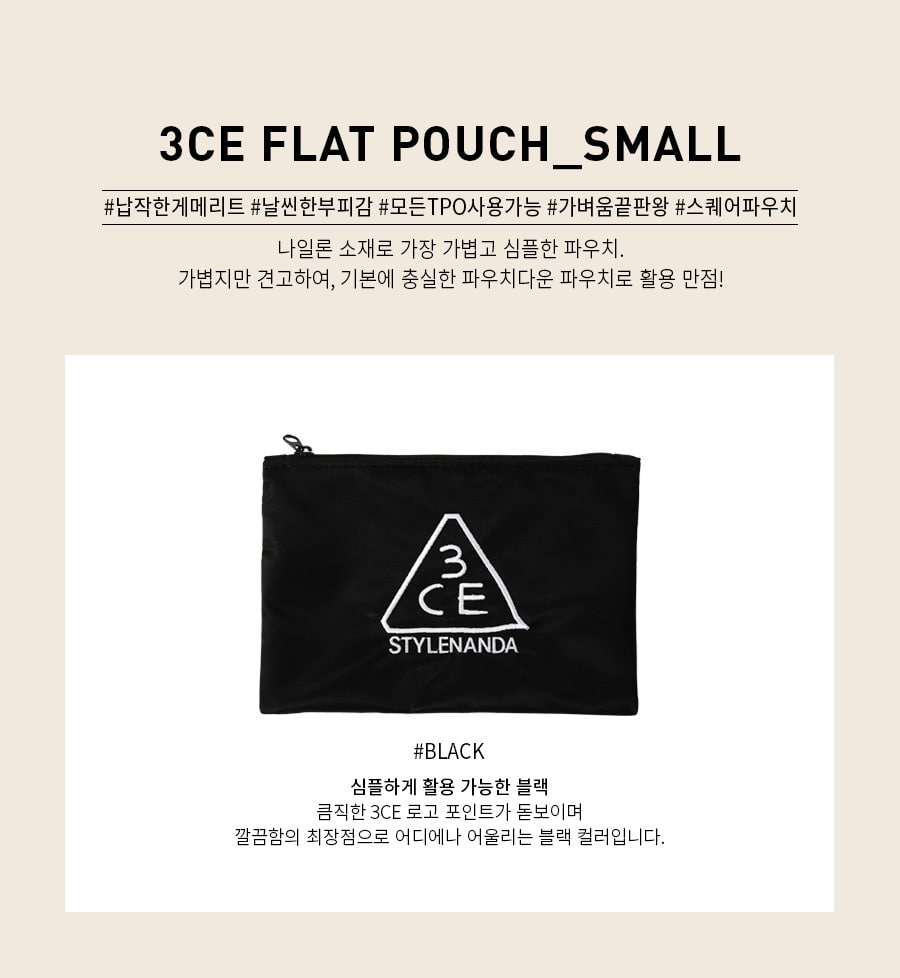 3CE FLAT POUCH_SMALL
#납작한게메리트 #날씬한부피감 #모든TPO사용가능 #가벼움끝판왕 #스퀘어파우치
나일론 소재로 가장 가볍고 심플한 파우치.
가볍지만 견고하여, 기본에 충실한 파우치다운 파우치로 활용 만점!
3
CE
STYLENANDA
#BLACK
심플하게 활용 가능한 블랙
큼직한 3CE 로고 포인트가 돋보이며
깔끔함의 최장점으로 어디에나 어울리는 블랙 컬러입니다.